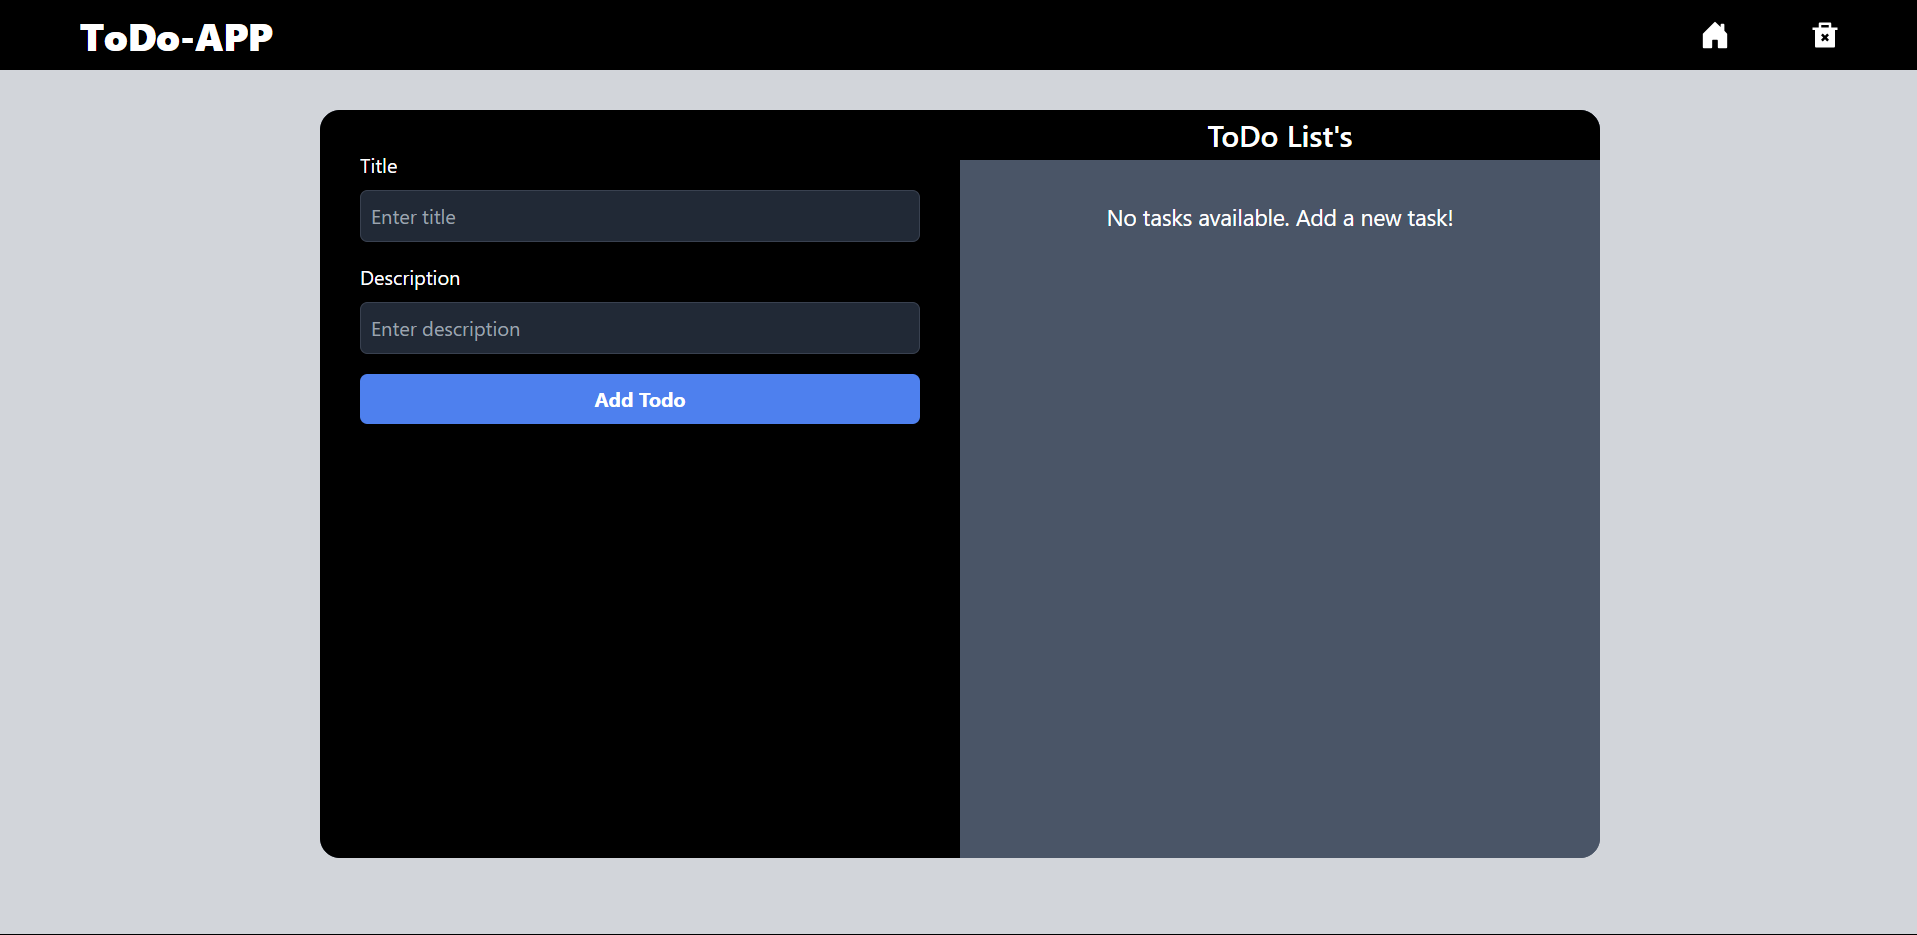 ToDo-APP
Title
Enter title
Description
Enter description
Add Todo
ToDo List's
No tasks available. Add a new task!